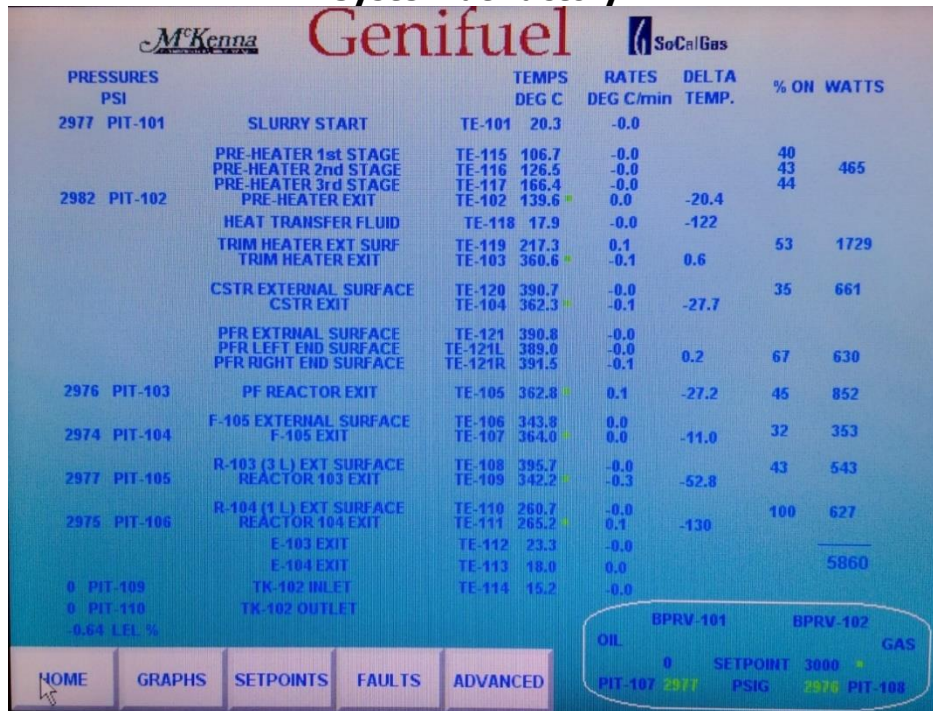 McKenna Genifuel SoCalGas
PRESSURES TEMPS RATES DELTA % ON WATTS
PSI DEG C DEG C/min TEMP.
2977 PIT-101 SLURRY START TE-101 20.3 -0.0
PRE-HEATER 1st STAGE TE-115 106.7 -0.0 40
PRE-HEATER 2nd STAGE TE-116 126.5 -0.0 43 465
PRE-HEATER 3rd STAGE TE-117 166.4 -0.0 44
2982 PIT-102 PRE-HEATER EXIT TE-102 139.6 0.0 -20.4
HEAT TRANSFER FLUID TE-118 17.9 -0.0 -122
TRIM HEATER EXT SURF TE-119 217.3 0.1 53 1729
TRIM HEATER EXIT TE-103 360.6 -0.1 0.6
CSTR EXTERNAL SURFACE TE-120 390.7 -0.0 35 661
CSTR EXIT TE-104 362.3 -0.1 -27.7
PFR EXTRNAL SURFACE TE-121 390.8 -0.0
PFR LEFT END SURFACE TE-121L 389.0 -0.0
PFR RIGHT END SURFACE TE-121R 391.5 -0.1 0.2 67 630
2976 PIT-103 PF REACTOR EXIT TE-105 362.8 0.1 -27.2 45 852
F-105 EXTERNAL SURFACE TE-106 343.8 0.0 32 353
2974 PIT-104 F-105 EXIT TE-107 364.0 0.0 -11.0
R-103 (3 L) EXT SURFACE TE-108 395.7 -0.0 43 543
2977 PIT-105 REACTOR 103 EXIT TE-109 342.2 -0.3 -52.8
R-104 (1 L) EXT SURFACE TE-110 260.7 -0.0 100 627
2975 PIT-106 REACTOR 104 EXIT TE-111 265.2 0.1 -130
E-103 EXIT TE-112 23.3 -0.0
E-104 EXIT TE-113 18.0 0.0 5860
0 PIT-109 TK-102 INLET TE-114 15.2 -0.0
0 PIT-110 TK-102 OUTLET
-0.64 LEL %
BPRV-101 BPRV-102
OIL GAS
0 SETPOINT 3000
PIT-107 2977 PSIG 2976 PIT-108
HOME GRAPHS SETPOINTS FAULTS ADVANCED